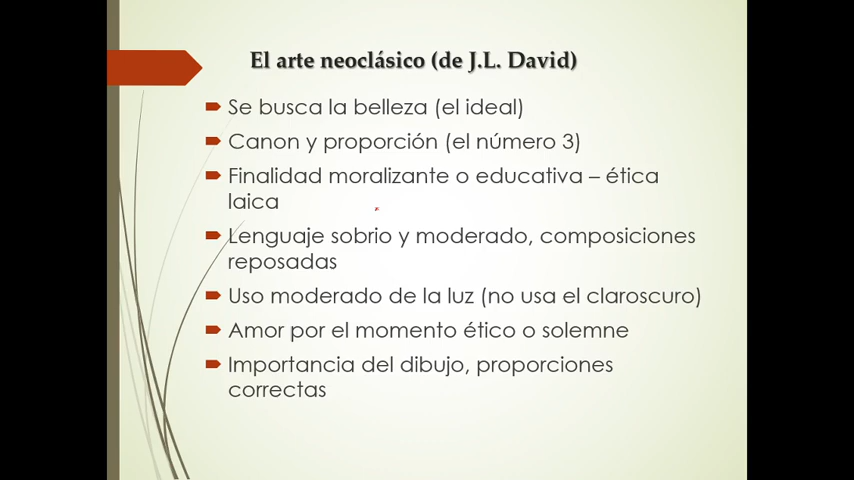 El arte neoclásico (de J.L. David)
Se busca la belleza (el ideal)
Canon y proporción (el número 3)
Finalidad moralizante o educativa – ética
laica
Lenguaje sobrio y moderado, composiciones
reposadas
Uso moderado de la luz (no usa el claroscuro)
Amor por el momento ético o solemne
Importancia del dibujo, proporciones
correctas